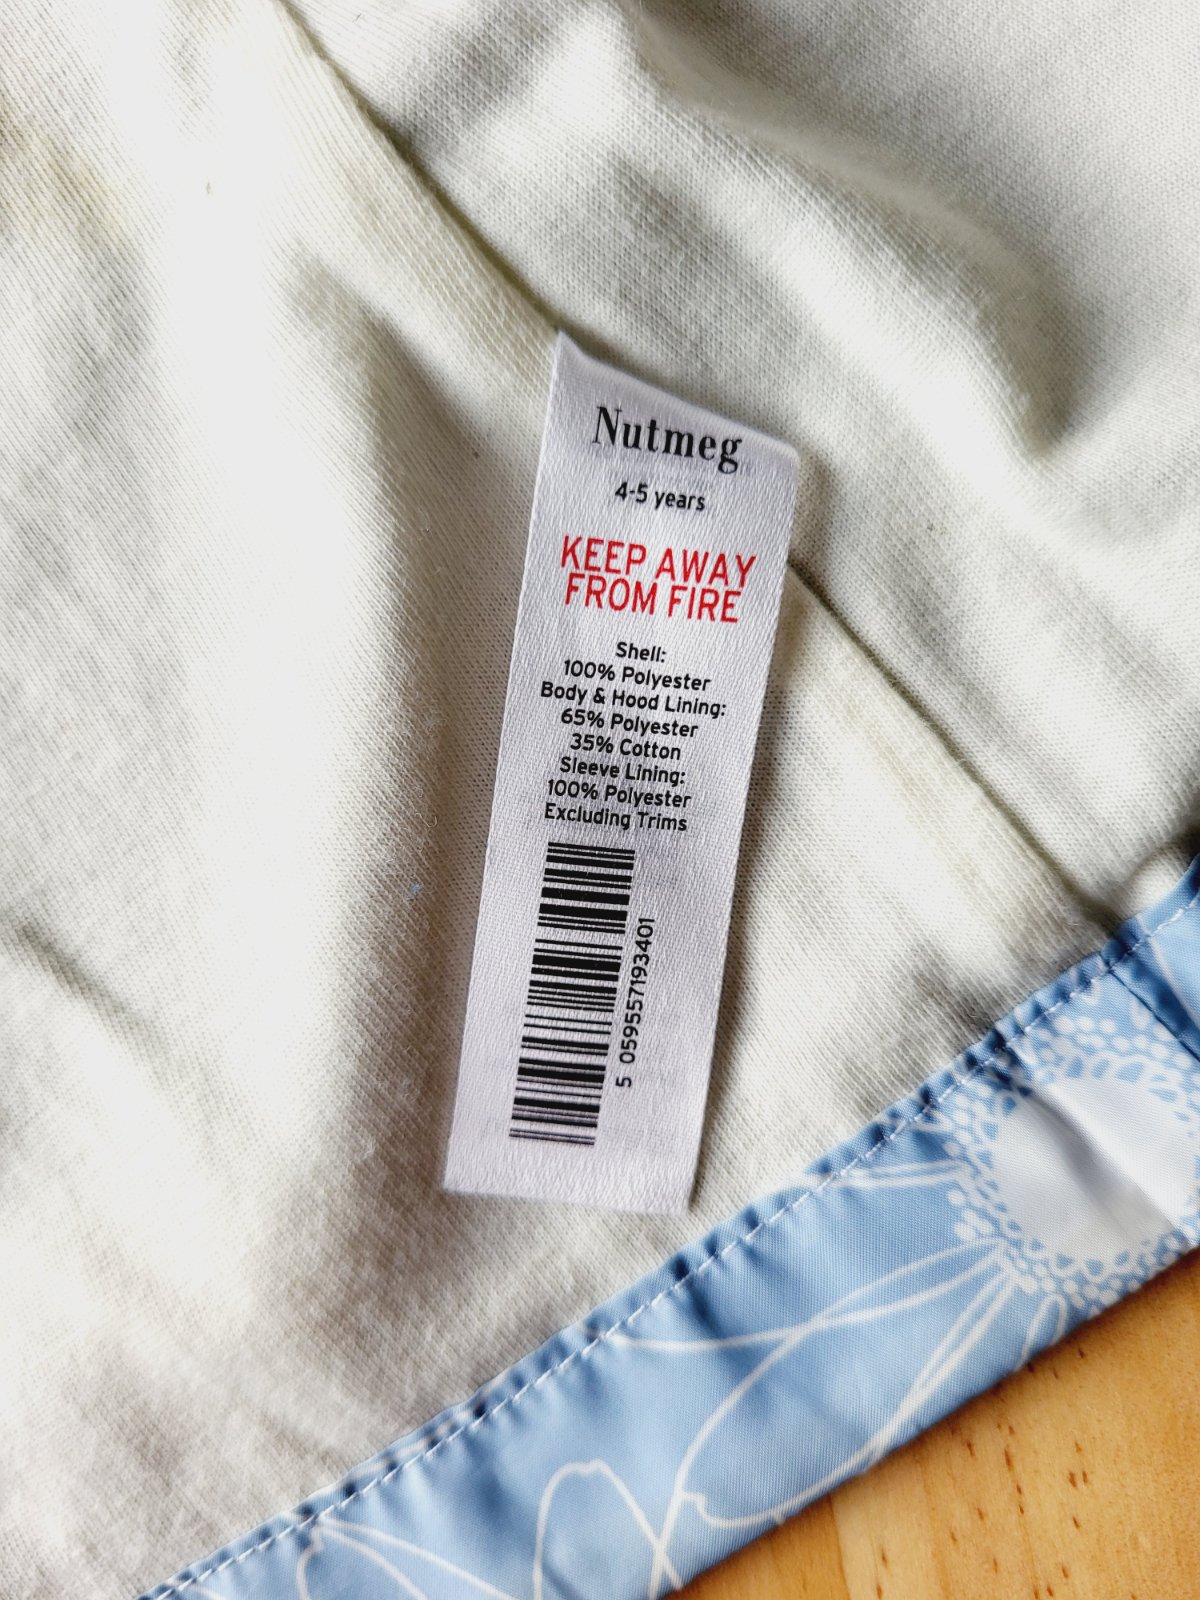 Nutmeg
4-5 years
KEEP AWAY
FROM FIRE
Shell:
100% Polyester
Body & Hood Lining:
65% Polyester
35% Cotton
Sleeve Lining:
100% Polyester
Excluding Trims
5 059557193401